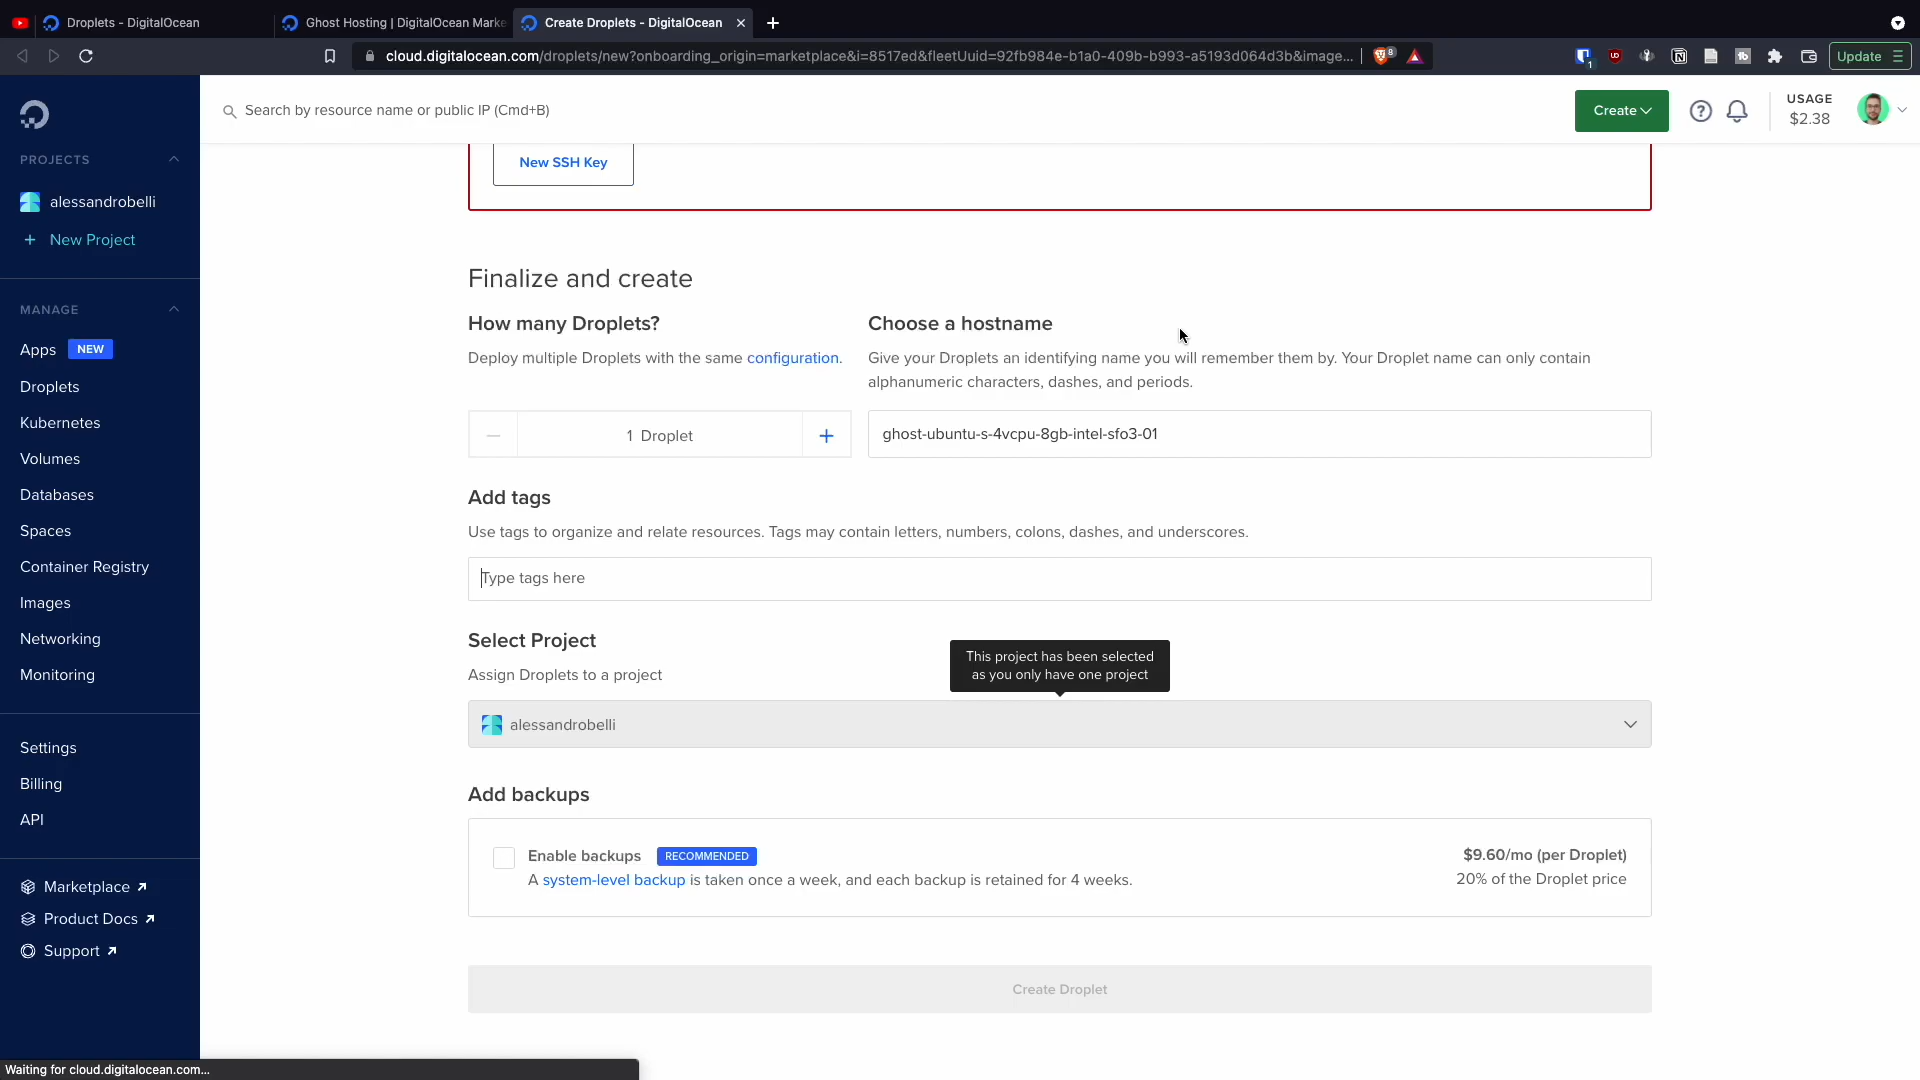 Droplets - DigitalOcean
Ghost Hosting | DigitalOcean Marke
Create Droplets - DigitalOcean
cloud.digitalocean.com/droplets/new?onboarding_origin=marketplace&i=8517ed&fleetUuid=92fb984e-b1a0-409b-b993-a5193d064d3b&image...
8
1
Update
Search by resource name or public IP (Cmd+B)
Create
USAGE
$2.38
PROJECTS
alessandrobelli
+ New Project
MANAGE
Apps NEW
Droplets
Kubernetes
Volumes
Databases
Spaces
Container Registry
Images
Networking
Monitoring
Settings
Billing
API
Marketplace
Product Docs
Support
New SSH Key
Finalize and create
How many Droplets?
Deploy multiple Droplets with the same configuration.
1 Droplet
Choose a hostname
Give your Droplets an identifying name you will remember them by. Your Droplet name can only contain
alphanumeric characters, dashes, and periods.
ghost-ubuntu-s-4vcpu-8gb-intel-sfo3-01
Add tags
Use tags to organize and relate resources. Tags may contain letters, numbers, colons, dashes, and underscores.
Type tags here
Select Project
Assign Droplets to a project
This project has been selected
as you only have one project
alessandrobelli
Add backups
Enable backups RECOMMENDED
A system-level backup is taken once a week, and each backup is retained for 4 weeks.
$9.60/mo (per Droplet)
20% of the Droplet price
Create Droplet
Waiting for cloud.digitalocean.com...